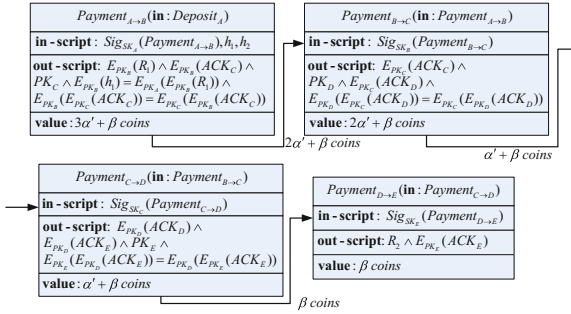 Payment_{A→B}(in: Deposit_A)
in-script: Sig_{SK_A}(Payment_{A→B}), h_1, h_2
out-script: E_{PK_B}(R_1) ∧ E_{PK_B}(ACK_C) ∧
PK_C ∧ E_{PK_B}(h_1) = E_{PK_A}(E_{PK_B}(R_1)) ∧
E_{PK_B}(E_{PK_C}(ACK_C)) = E_{PK_C}(E_{PK_B}(ACK_C))
value: 3α′ + β coins
2α′ + β coins
Payment_{B→C}(in: Payment_{A→B})
in-script: Sig_{SK_B}(Payment_{B→C})
out-script: E_{PK_C}(ACK_C) ∧
PK_D ∧ E_{PK_C}(ACK_D) ∧
E_{PK_D}(E_{PK_C}(ACK_D)) = E_{PK_C}(E_{PK_D}(ACK_D))
value: 2α′ + β coins
α′ + β coins
Payment_{C→D}(in: Payment_{B→C})
in-script: Sig_{SK_C}(Payment_{C→D})
out-script: E_{PK_D}(ACK_D) ∧
E_{PK_D}(ACK_E) ∧ PK_E ∧
E_{PK_E}(E_{PK_D}(ACK_E)) = E_{PK_D}(E_{PK_E}(ACK_E))
value: α′ + β coins
β coins
Payment_{D→E}(in: Payment_{C→D})
in-script: Sig_{SK_E}(Payment_{D→E})
out-script: R_2 ∧ E_{PK_E}(ACK_E)
value: β coins